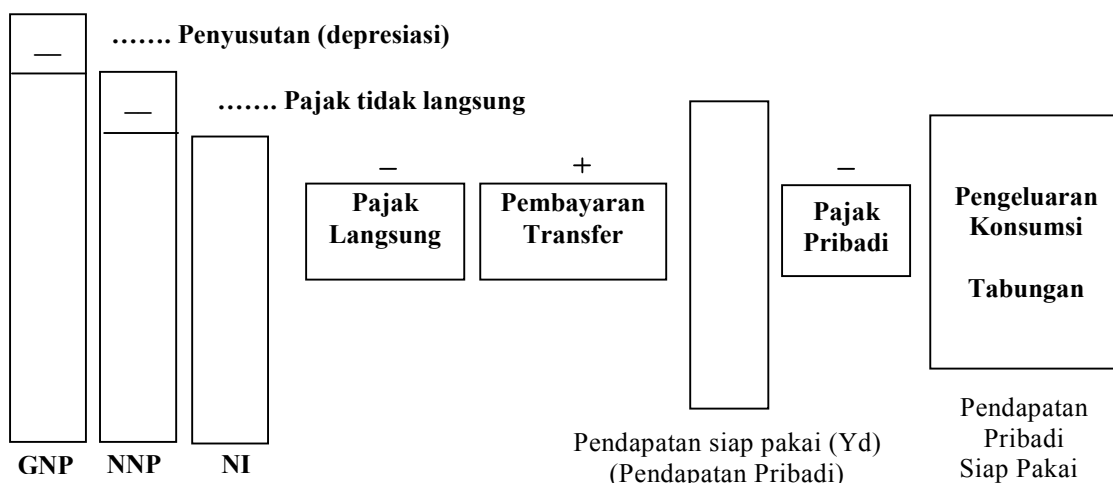 ……. Penyusutan (depresiasi)
……. Pajak tidak langsung
–
Pajak
Langsung
+
Pembayaran
Transfer
–
Pajak
Pribadi
Pengeluaran
Konsumsi
Tabungan
GNP
NNP
NI
Pendapatan siap pakai (Yd)
(Pendapatan Pribadi)
Pendapatan
Pribadi
Siap Pakai